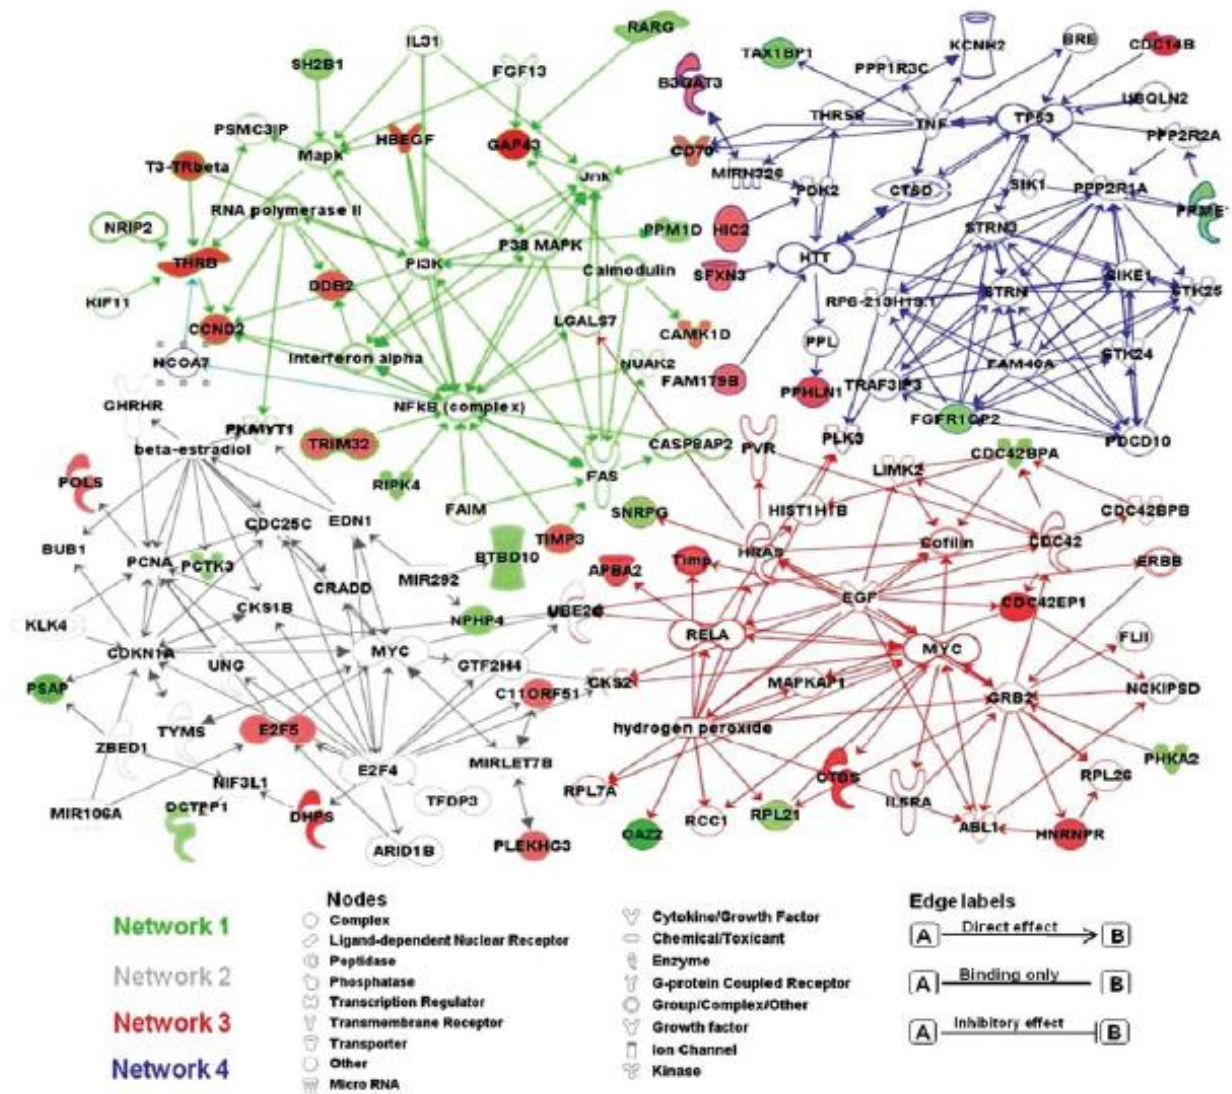 RARG
IL31
SH2B1
FGF13
PSMC3IP
Mapk
HBEGF
GAP43
CD70
T3-TRbeta
Jnk
RNA polymerase II
NRIP2
P38 MAPK
PPM1D
THRB
PI3K
Calmodulin
DDB2
KIF11
CCND2
LGALS7
CAMK1D
NCOA7
Interferon alpha
NUAK2
NFkB (complex)
TRIM32
CASP8AP2
RIPK4
FAS
FAIM
TIMP3
TAX1BP1
KCNH2
BRE
CDC14B
B3GAT3
PPP1R3C
THRSP
TNF
TP53
UBQLN2
PPP2R2A
MIRN326
PDK2
CTSD
SIK1
PPP2R1A
HIC2
STRN3
HTT
SFXN3
SIKE1
STRN
STK25
PPL
STK24
FAM40A
FAM179B
PPHLN1
TRAF3IP3
FGFR1OP2
PDCD10
GHRHR
PKMYT1
beta-estradiol
POLS
CDC25C
EDN1
BUB1
PCNA
PCTK3
BTBD10
CRADD
MIR292
CKS1B
NPHP4
KLK4
CDKN1A
UNG
MYC
GTF2H4
PSAP
C11ORF51
TYMS
E2F5
ZBED1
E2F4
MIRLET7B
NIF3L1
MIR106A
TFDP3
DCTPP1
DHPS
ARID1B
PLEKHG3
PVR
PLK3
LIMK2
CDC42BPA
SNRPG
HIST1H1B
CDC42BPB
Timp
HRAS
Cofilin
CDC42
ERBB
APBA2
EGF
CDC42EP1
RELA
MYC
FLII
CKS2
MAPKAP1
GRB2
NCKIPSD
hydrogen peroxide
PHKA2
RPL7A
CTBS
RPL26
OAZ2
RCC1
RPL21
IL5RA
ABL1
HNRNPR
Network 1
Network 2
Network 3
Network 4
Nodes
Complex
Ligand-dependent Nuclear Receptor
Peptidase
Phosphatase
Transcription Regulator
Transmembrane Receptor
Transporter
Other
Micro RNA
Cytokine/Growth Factor
Chemical/Toxicant
Enzyme
G-protein Coupled Receptor
Group/Complex/Other
Growth factor
Ion Channel
Kinase
Edge labels
A Direct effect B
A Binding only B
A Inhibitory effect B